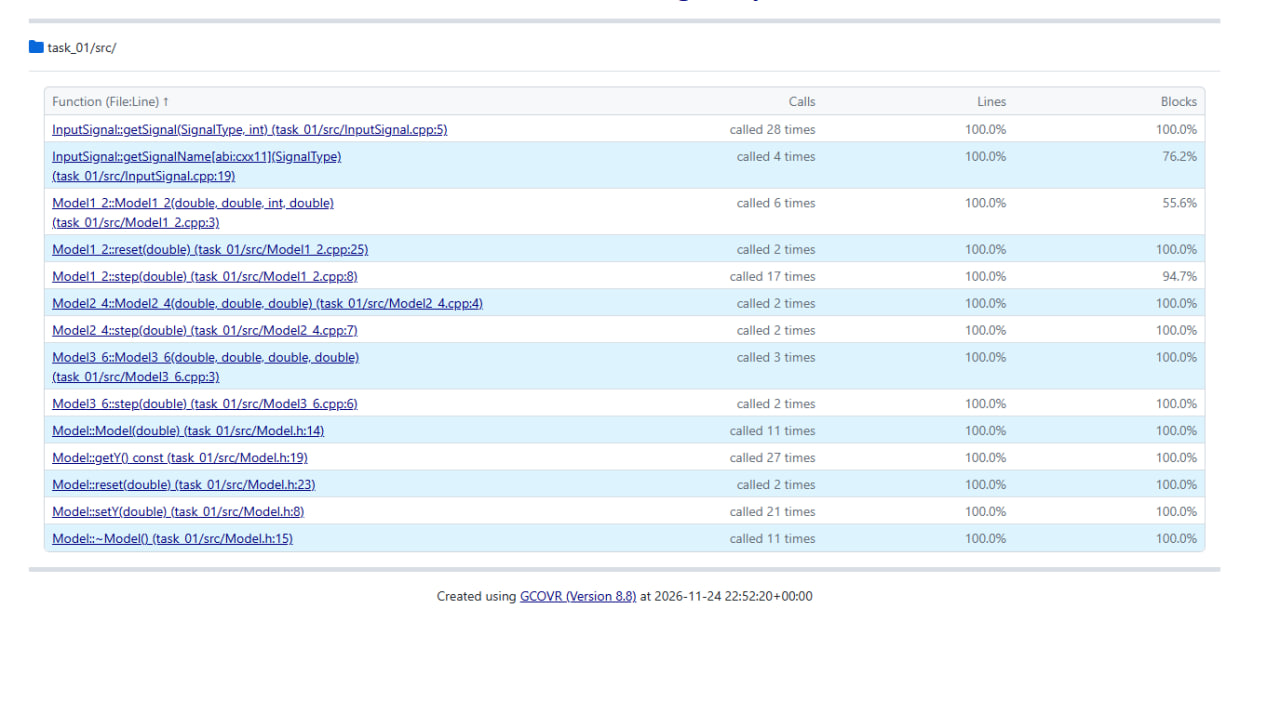 task_01/src/
Function (File:Line) ↑ Calls Lines Blocks
InputSignal::getSignal(SignalType, int) (task_01/src/InputSignal.cpp:5) called 28 times 100.0% 100.0%
InputSignal::getSignalName[abi:cxx11](SignalType) called 4 times 100.0% 76.2%
(task_01/src/InputSignal.cpp:19)
Model1_2::Model1_2(double, double, int, double) called 6 times 100.0% 55.6%
(task_01/src/Model1_2.cpp:3)
Model1_2::reset(double) (task_01/src/Model1_2.cpp:25) called 2 times 100.0% 100.0%
Model1_2::step(double) (task_01/src/Model1_2.cpp:8) called 17 times 100.0% 94.7%
Model2_4::Model2_4(double, double, double) (task_01/src/Model2_4.cpp:4) called 2 times 100.0% 100.0%
Model2_4::step(double) (task_01/src/Model2_4.cpp:7) called 2 times 100.0% 100.0%
Model3_6::Model3_6(double, double, double, double) called 3 times 100.0% 100.0%
(task_01/src/Model3_6.cpp:3)
Model3_6::step(double) (task_01/src/Model3_6.cpp:6) called 2 times 100.0% 100.0%
Model::Model(double) (task_01/src/Model.h:14) called 11 times 100.0% 100.0%
Model::getY() const (task_01/src/Model.h:19) called 27 times 100.0% 100.0%
Model::reset(double) (task_01/src/Model.h:23) called 2 times 100.0% 100.0%
Model::setY(double) (task_01/src/Model.h:8) called 21 times 100.0% 100.0%
Model::~Model() (task_01/src/Model.h:15) called 11 times 100.0% 100.0%
Created using GCOVR (Version 8.8) at 2026-11-24 22:52:20+00:00